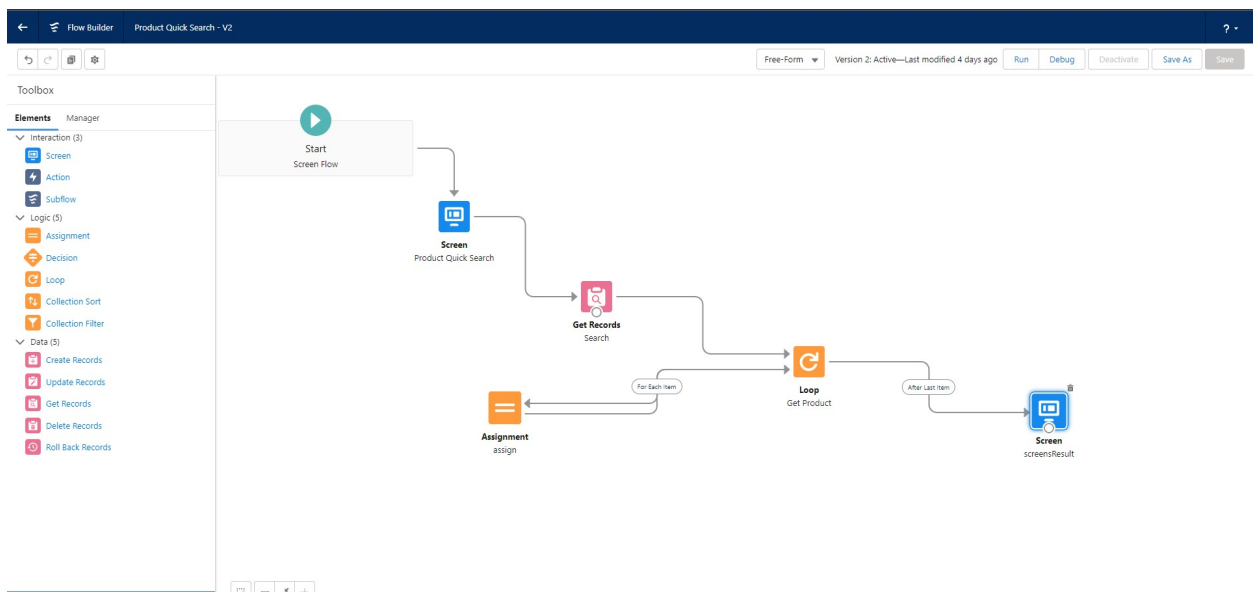 Flow Builder Product Quick Search - V2 ?
Free-Form Version 2: Active—Last modified 4 days ago Run Debug Deactivate Save As Save
Toolbox
Elements Manager
Interaction (3)
Screen
Action
Subflow
Logic (5)
Assignment
Decision
Loop
Collection Sort
Collection Filter
Data (5)
Create Records
Update Records
Get Records
Delete Records
Roll Back Records
Start
Screen Flow
Screen
Product Quick Search
Get Records
Search
For Each Item
Loop
Get Product
After Last Item
Assignment
assign
Screen
screensResult